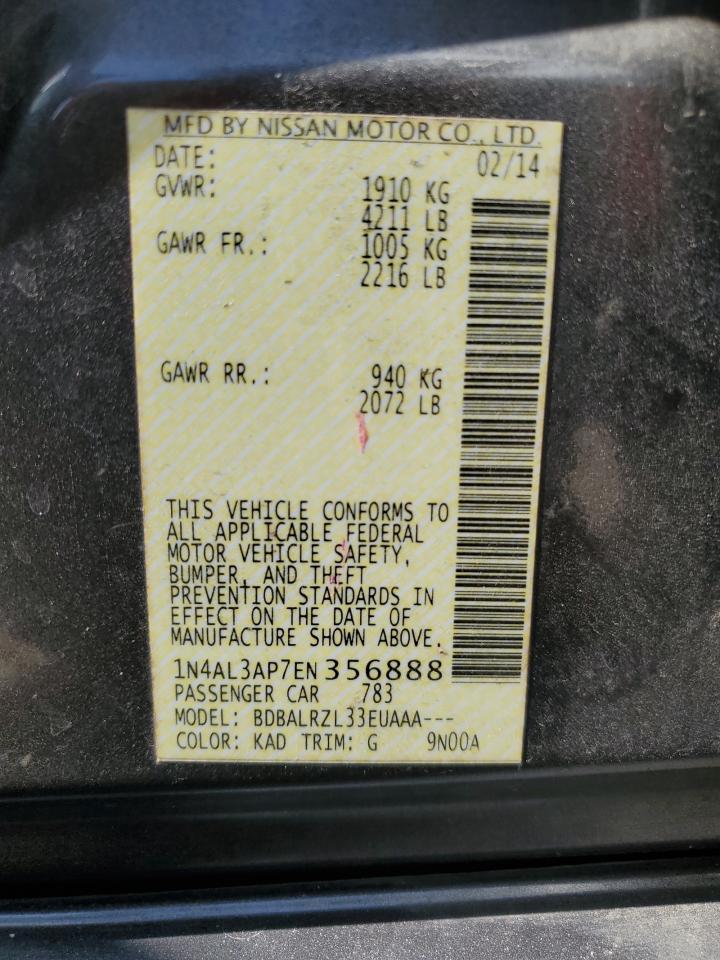 MFD BY NISSAN MOTOR CO., LTD.
DATE: 02/14
GVWR: 1910 KG
4211 LB
GAWR FR.: 1005 KG
2216 LB
GAWR RR.: 940 KG
2072 LB
THIS VEHICLE CONFORMS TO
ALL APPLICABLE FEDERAL
MOTOR VEHICLE SAFETY,
BUMPER, AND THEFT
PREVENTION STANDARDS IN
EFFECT ON THE DATE OF
MANUFACTURE SHOWN ABOVE.
1N4AL3AP7EN 356888
PASSENGER CAR 783
MODEL: BDBALRZL33EUAAA---
COLOR: KAD TRIM: G 9N00A